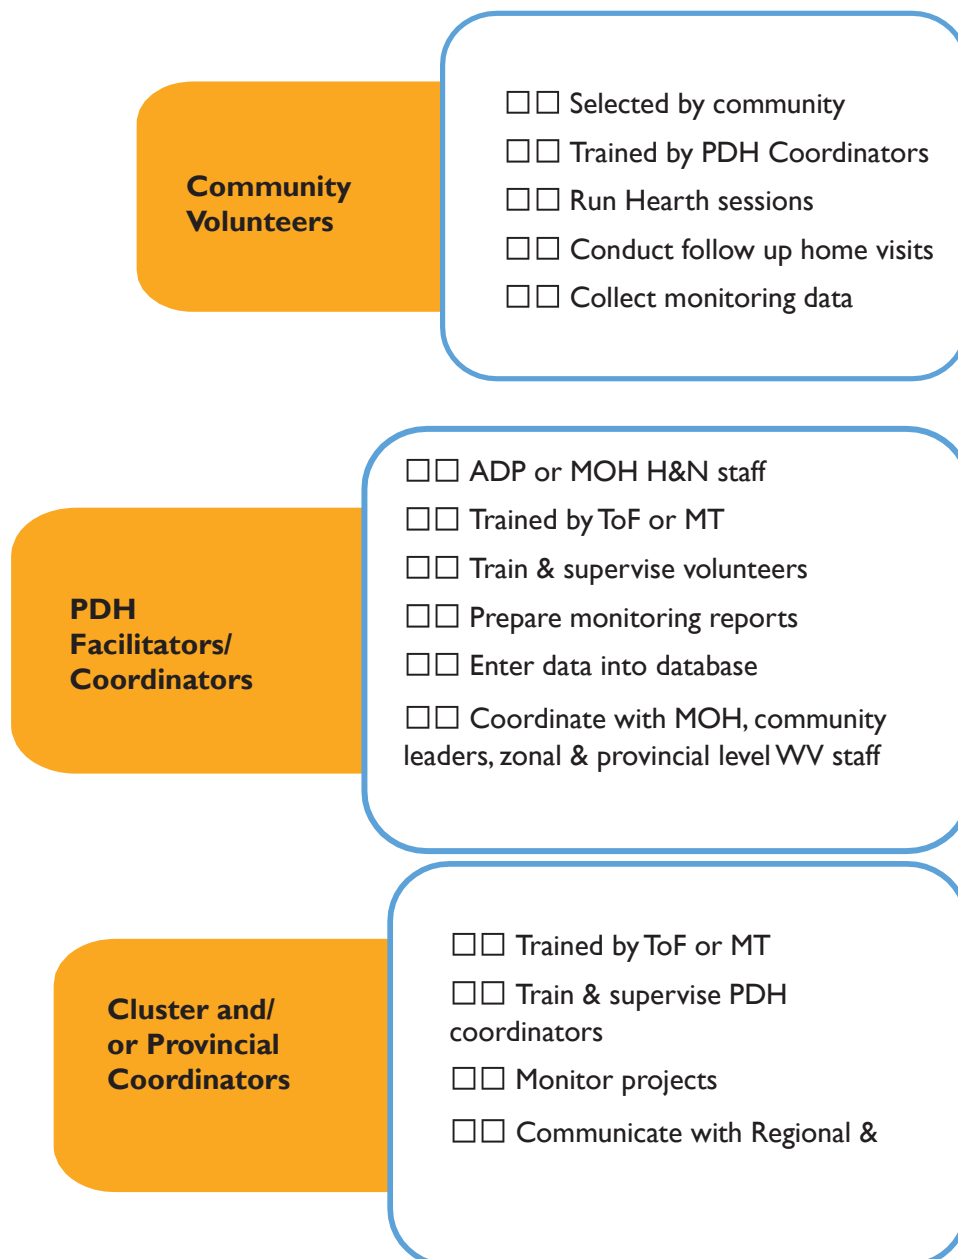 Community
Volunteers
□□ Selected by community
□□ Trained by PDH Coordinators
□□ Run Hearth sessions
□□ Conduct follow up home visits
□□ Collect monitoring data
PDH
Facilitators/
Coordinators
□□ ADP or MOH H&N staff
□□ Trained by ToF or MT
□□ Train & supervise volunteers
□□ Prepare monitoring reports
□□ Enter data into database
□□ Coordinate with MOH, community
leaders, zonal & provincial level WV staff
Cluster and/
or Provincial
Coordinators
□□ Trained by ToF or MT
□□ Train & supervise PDH
coordinators
□□ Monitor projects
□□ Communicate with Regional &